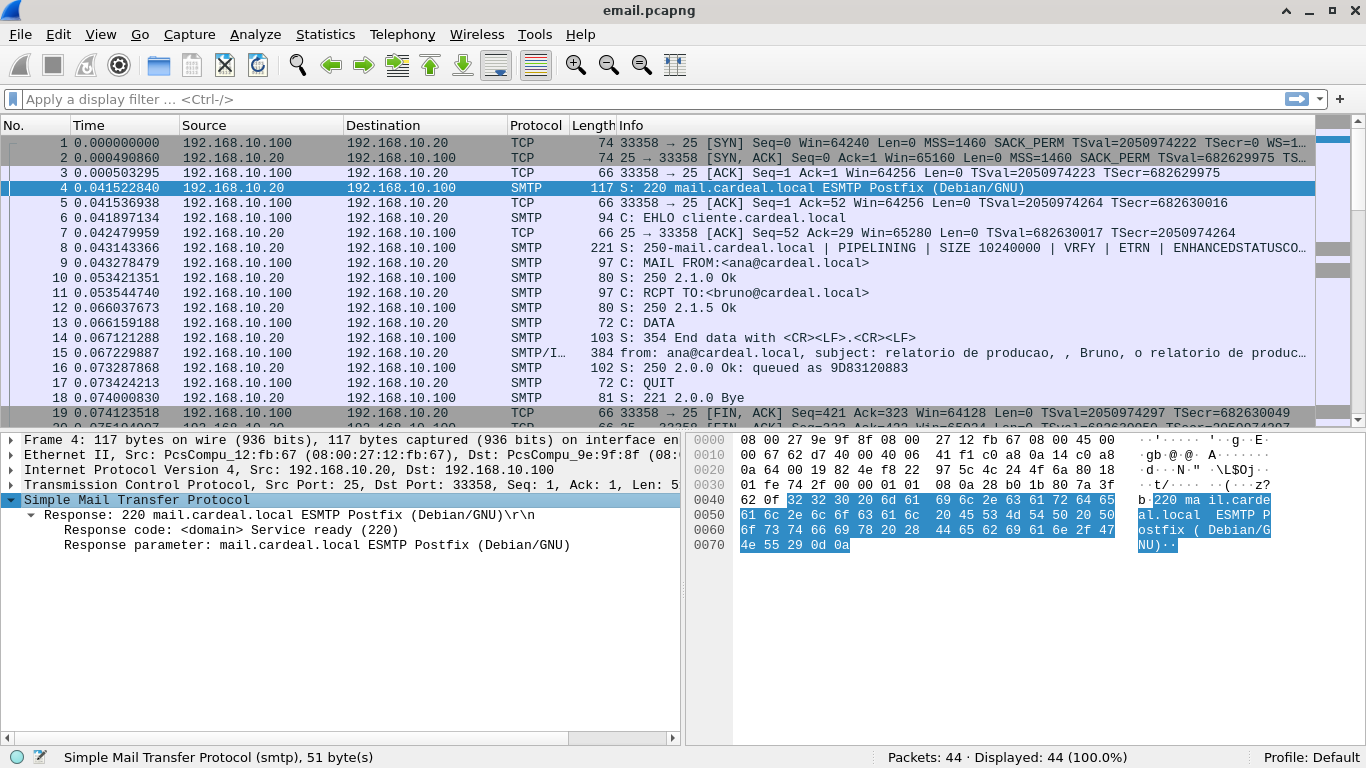 email.pcapng
File Edit View Go Capture Analyze Statistics Telephony Wireless Tools Help
Apply a display filter … <Ctrl-/>
No. Time Source Destination Protocol Length Info
1 0.000000000 192.168.10.100 192.168.10.20 TCP 74 33358 → 25 [SYN] Seq=0 Win=64240 Len=0 MSS=1460 SACK_PERM TSval=2050974222 TSecr=0 WS=1…
2 0.000490860 192.168.10.20 192.168.10.100 TCP 74 25 → 33358 [SYN, ACK] Seq=0 Ack=1 Win=65160 Len=0 MSS=1460 SACK_PERM TSval=682629975 TS…
3 0.000503295 192.168.10.100 192.168.10.20 TCP 66 33358 → 25 [ACK] Seq=1 Ack=1 Win=64256 Len=0 TSval=2050974223 TSecr=682629975
4 0.041522840 192.168.10.20 192.168.10.100 SMTP 117 S: 220 mail.cardeal.local ESMTP Postfix (Debian/GNU)
5 0.041536938 192.168.10.100 192.168.10.20 TCP 66 33358 → 25 [ACK] Seq=1 Ack=52 Win=64256 Len=0 TSval=2050974264 TSecr=682630016
6 0.041897134 192.168.10.100 192.168.10.20 SMTP 94 C: EHLO cliente.cardeal.local
7 0.042479959 192.168.10.20 192.168.10.100 TCP 66 25 → 33358 [ACK] Seq=52 Ack=29 Win=65280 Len=0 TSval=682630017 TSecr=2050974264
8 0.043143366 192.168.10.20 192.168.10.100 SMTP 221 S: 250-mail.cardeal.local | PIPELINING | SIZE 10240000 | VRFY | ETRN | ENHANCEDSTATUSCO…
9 0.043278479 192.168.10.100 192.168.10.20 SMTP 97 C: MAIL FROM:<ana@cardeal.local>
10 0.053421351 192.168.10.20 192.168.10.100 SMTP 80 S: 250 2.1.0 Ok
11 0.053544740 192.168.10.100 192.168.10.20 SMTP 97 C: RCPT TO:<bruno@cardeal.local>
12 0.066037673 192.168.10.20 192.168.10.100 SMTP 80 S: 250 2.1.5 Ok
13 0.066159188 192.168.10.100 192.168.10.20 SMTP 72 C: DATA
14 0.067121288 192.168.10.20 192.168.10.100 SMTP 103 S: 354 End data with <CR><LF>.<CR><LF>
15 0.067229887 192.168.10.100 192.168.10.20 SMTP/I… 384 from: ana@cardeal.local, subject: relatorio de producao, , Bruno, o relatorio de produc…
16 0.073287868 192.168.10.20 192.168.10.100 SMTP 102 S: 250 2.0.0 Ok: queued as 9D83120883
17 0.073424213 192.168.10.100 192.168.10.20 SMTP 72 C: QUIT
18 0.074000830 192.168.10.20 192.168.10.100 SMTP 81 S: 221 2.0.0 Bye
19 0.074123518 192.168.10.100 192.168.10.20 TCP 66 33358 → 25 [FIN, ACK] Seq=421 Ack=323 Win=64128 Len=0 TSval=2050974297 TSecr=682630049
Frame 4: 117 bytes on wire (936 bits), 117 bytes captured (936 bits) on interface en
Ethernet II, Src: PcsCompu_12:fb:67 (08:00:27:12:fb:67), Dst: PcsCompu_9e:9f:8f (08:
Internet Protocol Version 4, Src: 192.168.10.20, Dst: 192.168.10.100
Transmission Control Protocol, Src Port: 25, Dst Port: 33358, Seq: 1, Ack: 1, Len: 5
Simple Mail Transfer Protocol
Response: 220 mail.cardeal.local ESMTP Postfix (Debian/GNU)\r\n
Response code: <domain> Service ready (220)
Response parameter: mail.cardeal.local ESMTP Postfix (Debian/GNU)
0000 08 00 27 9e 9f 8f 08 00 27 12 fb 67 08 00 45 00 ··'····· '··g··E·
0010 00 67 62 d7 40 00 40 06 41 f1 c0 a8 0a 14 c0 a8 ·gb·@·@· A·······
0020 0a 64 00 19 82 4e f8 22 97 5c 4c 24 4f 6a 80 18 ·d···N·" ·\L$Oj··
0030 01 fe 74 2f 00 00 01 01 08 0a 28 b0 1b 80 7a 3f ··t/···· ··(···z?
0040 62 0f 32 32 30 20 6d 61 69 6c 2e 63 61 72 64 65 b·220 ma il.carde
0050 61 6c 2e 6c 6f 63 61 6c 20 45 53 4d 54 50 20 50 al.local ESMTP P
0060 6f 73 74 66 69 78 20 28 44 65 62 69 61 6e 2f 47 ostfix ( Debian/G
0070 4e 55 29 0d 0a NU)··
Simple Mail Transfer Protocol (smtp), 51 byte(s)
Packets: 44 · Displayed: 44 (100.0%)
Profile: Default